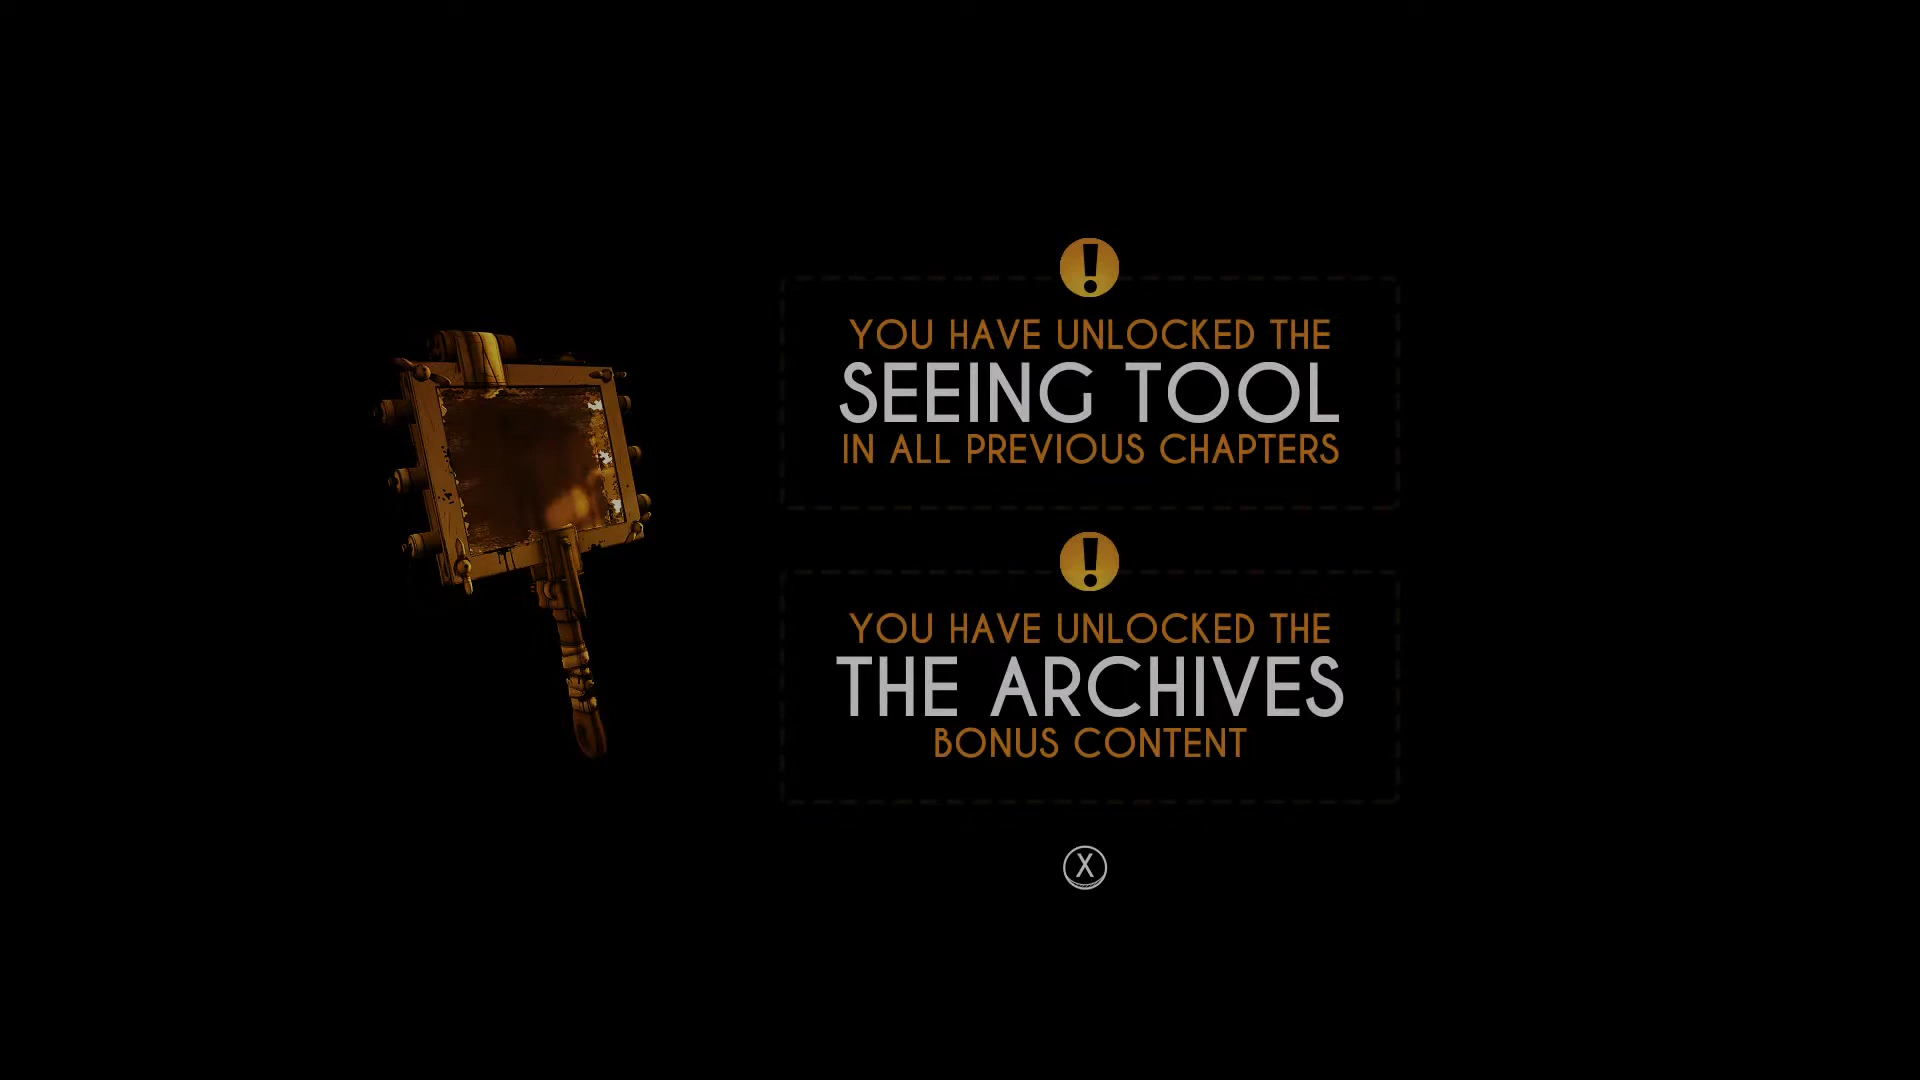 !
YOU HAVE UNLOCKED THE
SEEING TOOL
IN ALL PREVIOUS CHAPTERS
!
YOU HAVE UNLOCKED THE
THE ARCHIVES
BONUS CONTENT
X